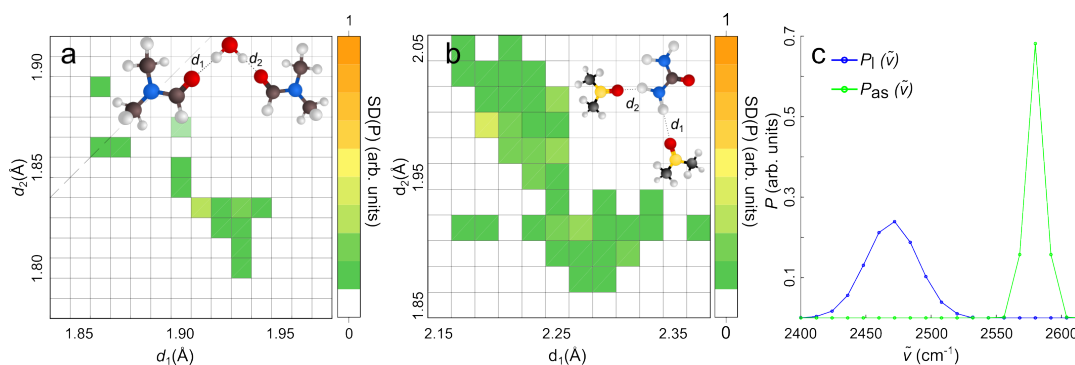 a
d₁
d₂
1.90
1.85
1.80
d₂(Å)
1.85
1.90
1.95
d₁(Å)
1
SD(P) (arb. units)
0
b
d₂
d₁
2.05
1.95
1.85
d₂(Å)
2.15
2.25
2.35
d₁(Å)
1
SD(P) (arb. units)
0
c
P_I (ṽ)
P_as (ṽ)
0.7
0.5
0.3
0.1
P (arb. units)
2400
2450
2500
2550
2600
ṽ (cm⁻¹)